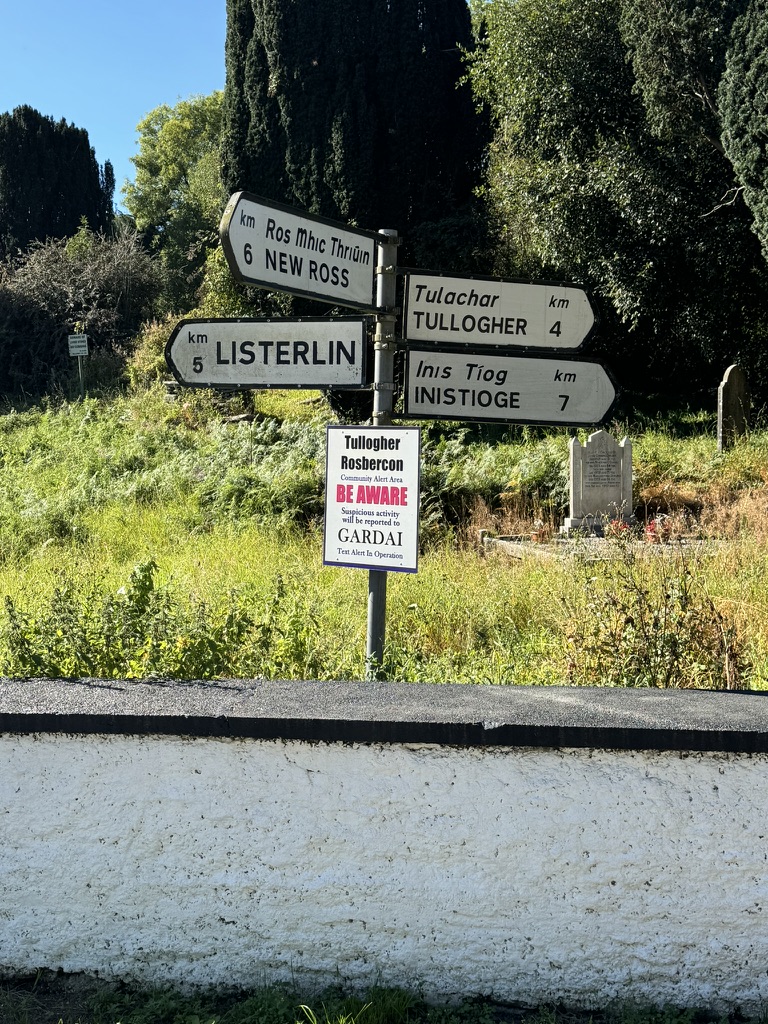 km Ros Mhic Thriúin
6 NEW ROSS
Tulachar km
TULLOGHER 4
km
5 LISTERLIN
Inis Tíog km
INISTIOGE 7
Tullogher
Rosbercon
Community Alert Area
BE AWARE
Suspicious activity
will be reported to
GARDAI
Text Alert In Operation